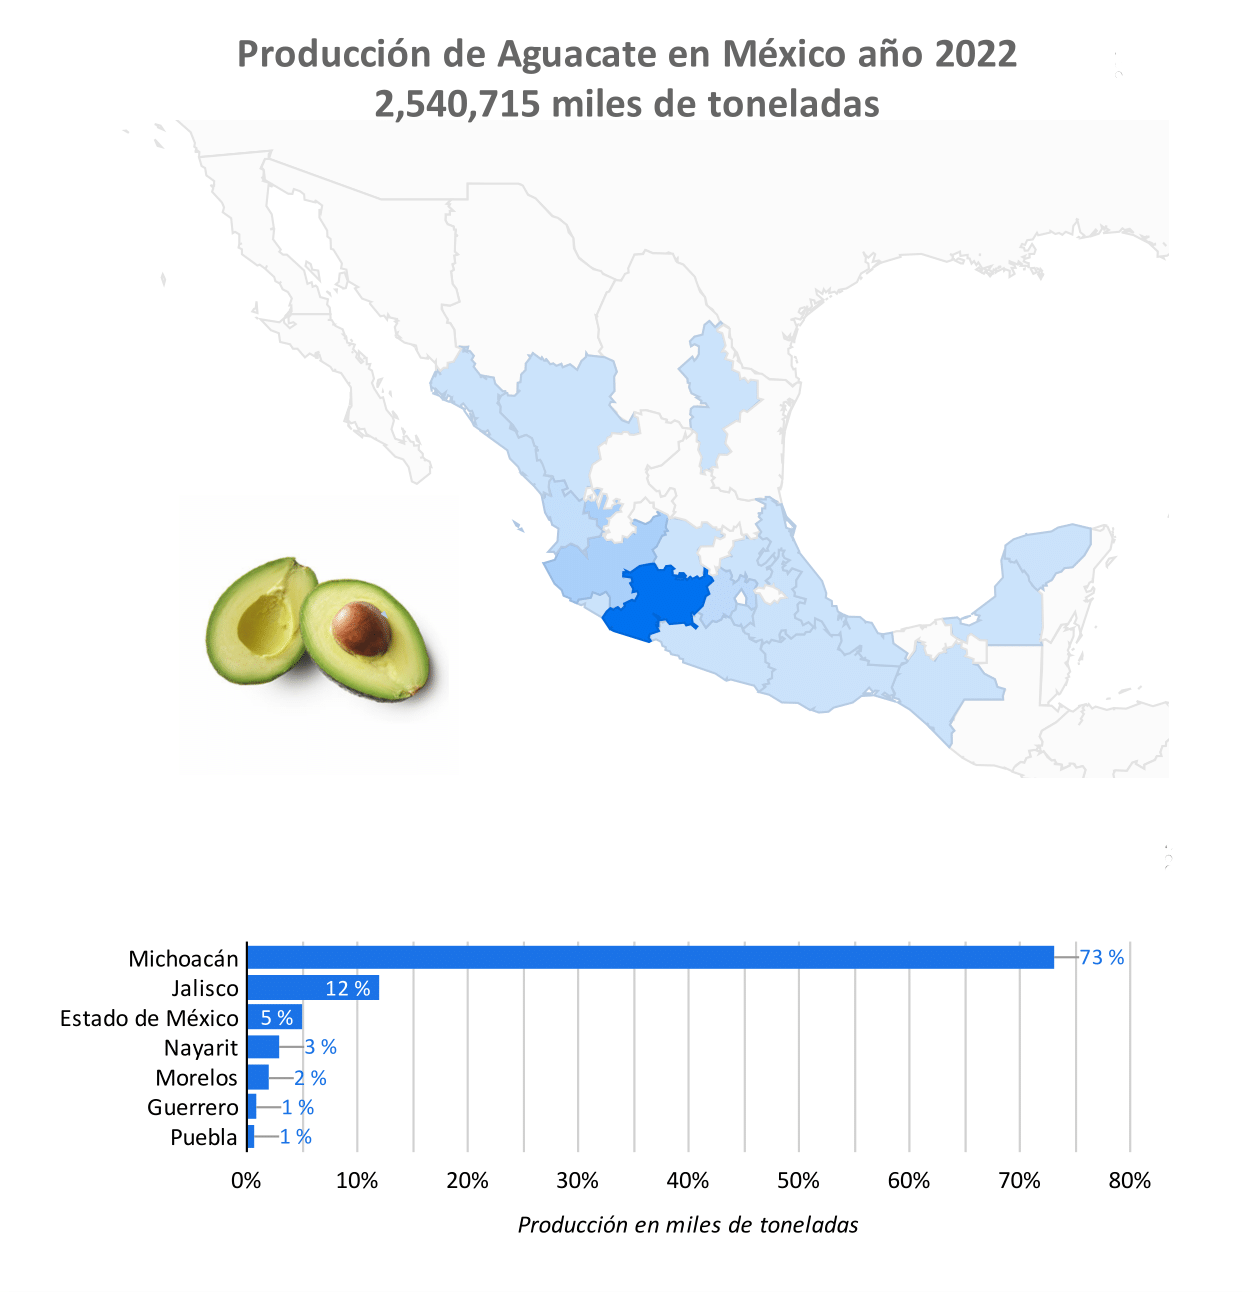 Producción de Aguacate en México año 2022
2,540,715 miles de toneladas
Michoacán 73 %
Jalisco 12 %
Estado de México 5 %
Nayarit 3 %
Morelos 2 %
Guerrero 1 %
Puebla 1 %
0% 10% 20% 30% 40% 50% 60% 70% 80%
Producción en miles de toneladas